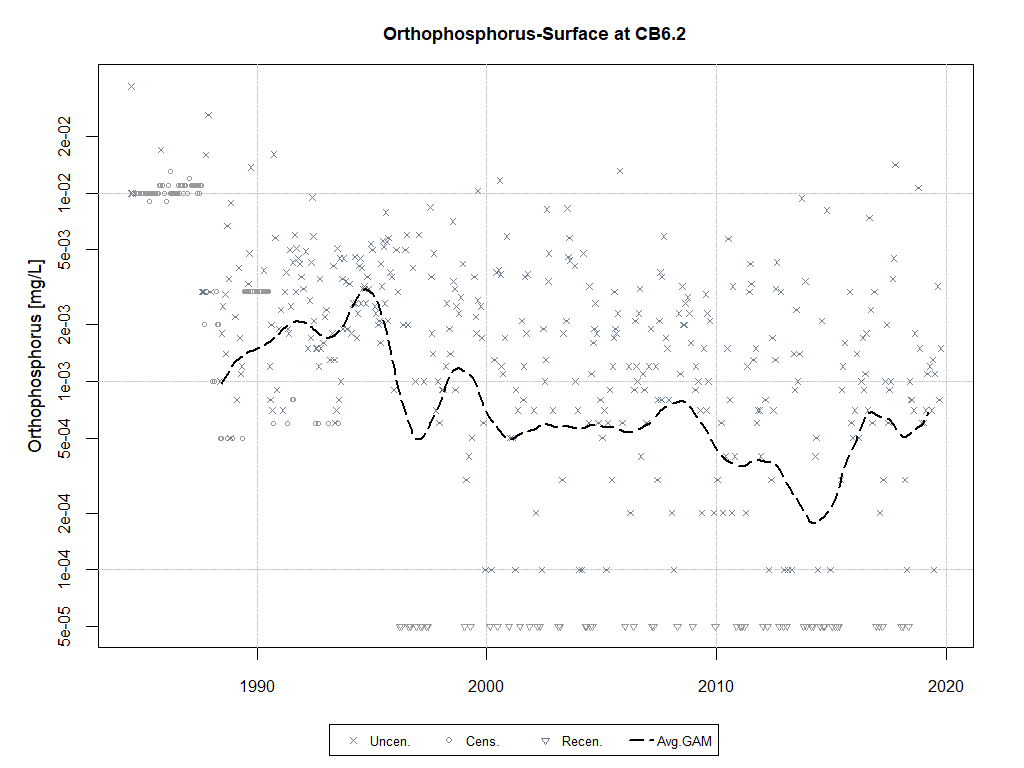 Orthophosphorus-Surface at CB6.2
Orthophosphorus [mg/L]
2e-02
1e-02
5e-03
2e-03
1e-03
5e-04
2e-04
1e-04
5e-05
1990 2000 2010 2020
Uncen. Cens. Recen. Avg.GAM